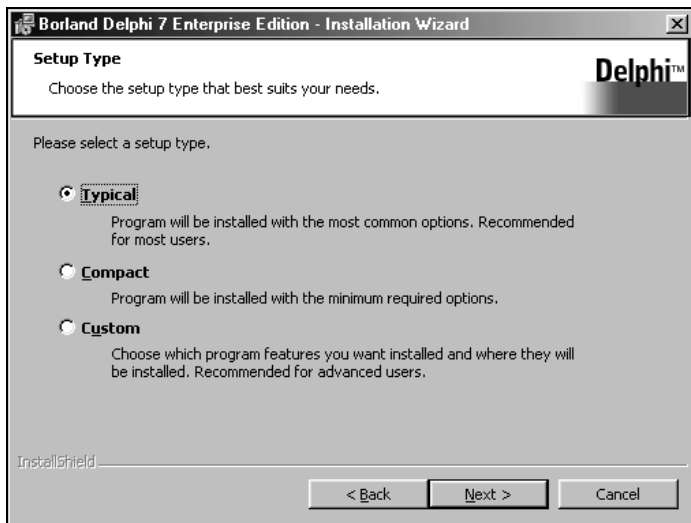 Borland Delphi 7 Enterprise Edition - Installation Wizard
Setup Type
Choose the setup type that best suits your needs.
Delphi™
Please select a setup type.
Typical
Program will be installed with the most common options. Recommended
for most users.
Compact
Program will be installed with the minimum required options.
Custom
Choose which program features you want installed and where they will
be installed. Recommended for advanced users.
InstallShield
< Back
Next >
Cancel